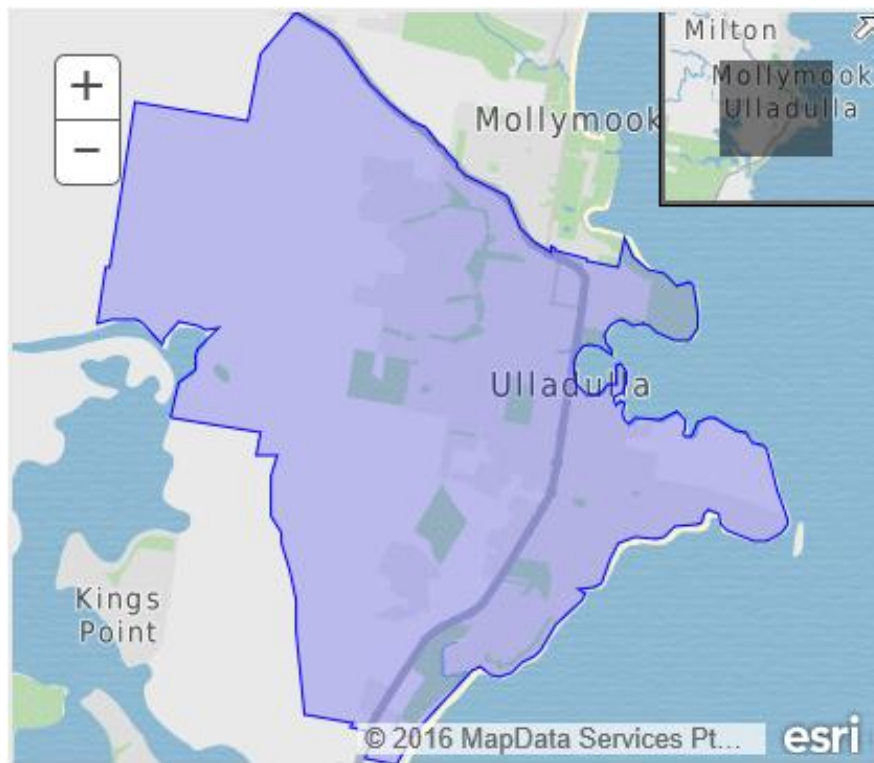 +
−
Milton
Mollymook
Ulladulla
Mollymook
Ulladulla
Kings
Point
© 2016 MapData Services Pt...
esri